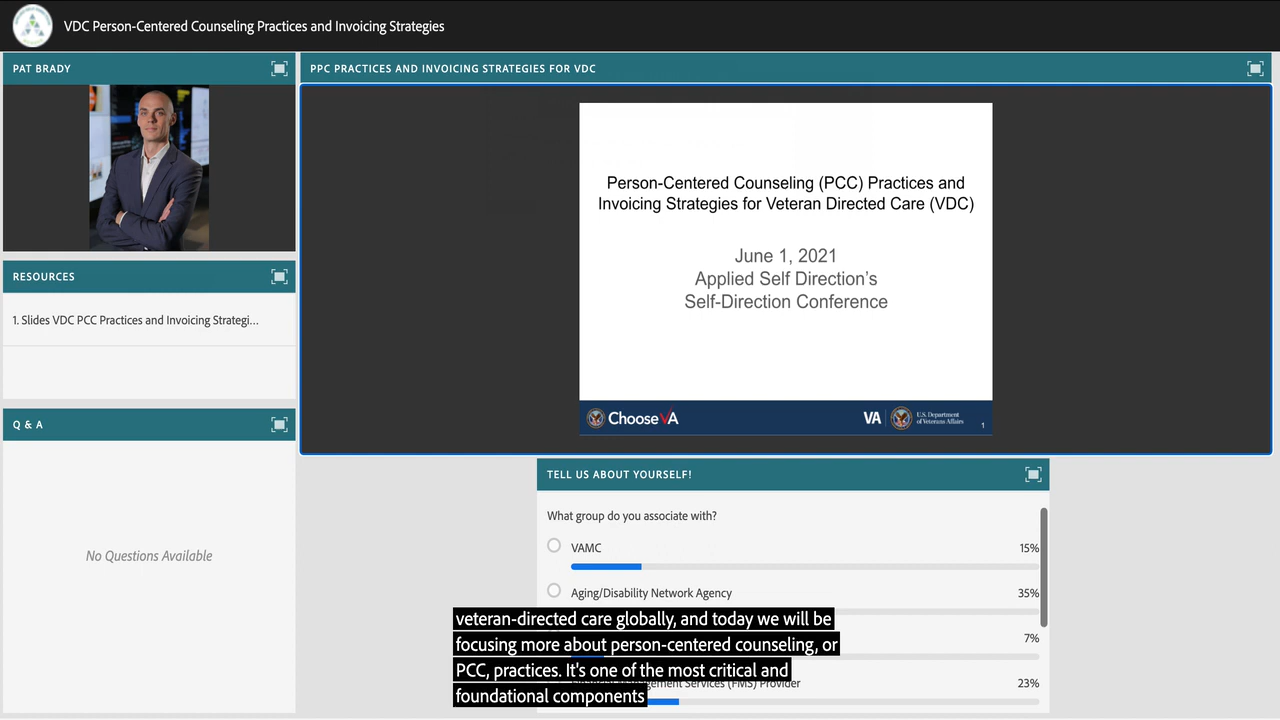 VDC Person-Centered Counseling Practices and Invoicing Strategies
PAT BRADY
RESOURCES
1. Slides VDC PCC Practices and Invoicing Strategi...
Q & A
No Questions Available
PPC PRACTICES AND INVOICING STRATEGIES FOR VDC
Person-Centered Counseling (PCC) Practices and
Invoicing Strategies for Veteran Directed Care (VDC)
June 1, 2021
Applied Self Direction's
Self-Direction Conference
ChooseVA
VA
U.S. Department
of Veterans Affairs
1
TELL US ABOUT YOURSELF!
What group do you associate with?
VAMC 15%
Aging/Disability Network Agency 35%
7%
Services (FMS) Provider 23%
veteran-directed care globally, and today we will be
focusing more about person-centered counseling, or
PCC, practices. It's one of the most critical and
foundational components